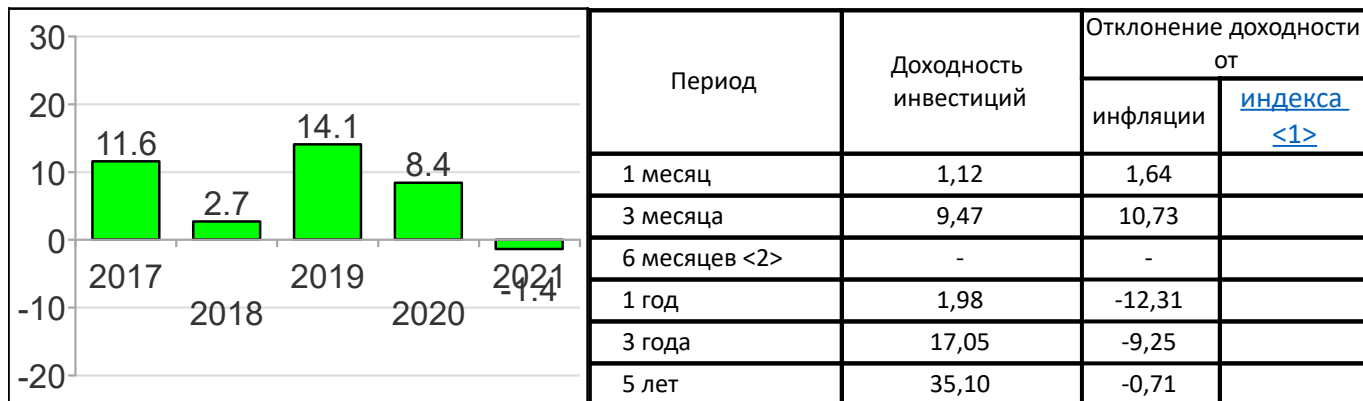 30
20
10
0
-10
-20
11.6
2.7
14.1
8.4
-1.4
2017
2018
2019
2020
2021
Период
Доходность
инвестиций
Отклонение доходности
от
инфляции
индекса
<1>
1 месяц 1,12 1,64
3 месяца 9,47 10,73
6 месяцев <2> - -
1 год 1,98 -12,31
3 года 17,05 -9,25
5 лет 35,10 -0,71